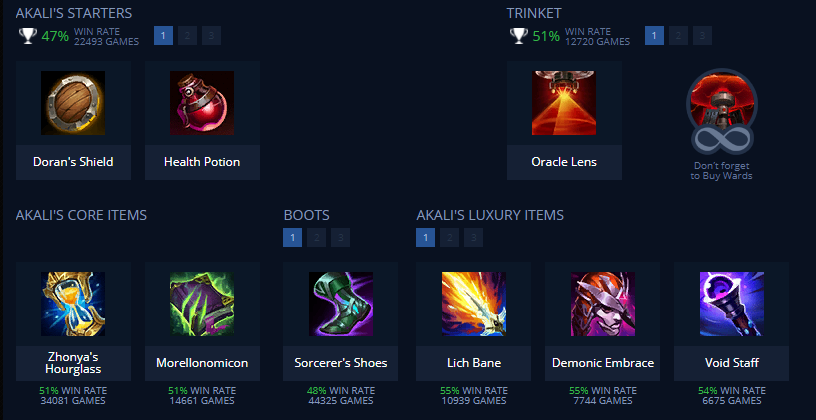 AKALI'S STARTERS
47% WIN RATE
22493 GAMES
1 2 3
TRINKET
51% WIN RATE
12720 GAMES
1 2 3
Doran's Shield
Health Potion
Oracle Lens
Don't forget
to Buy Wards
AKALI'S CORE ITEMS
BOOTS
1 2 3
AKALI'S LUXURY ITEMS
1 2 3
Zhonya's
Hourglass
51% WIN RATE
34081 GAMES
Morellonomicon
51% WIN RATE
14661 GAMES
Sorcerer's Shoes
48% WIN RATE
44325 GAMES
Lich Bane
55% WIN RATE
10939 GAMES
Demonic Embrace
55% WIN RATE
7744 GAMES
Void Staff
54% WIN RATE
6675 GAMES